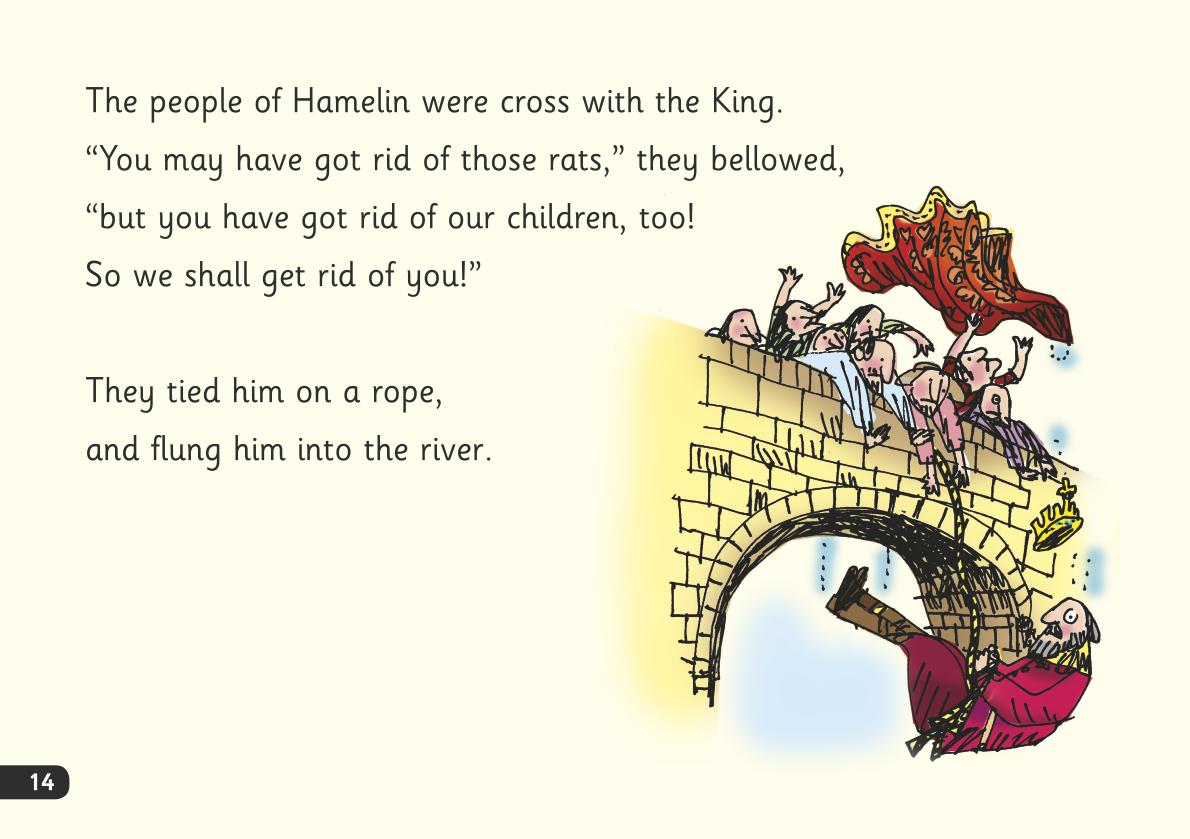 The people of Hamelin were cross with the King.
“You may have got rid of those rats,” they bellowed,
“but you have got rid of our children, too!
So we shall get rid of you!”
They tied him on a rope,
and flung him into the river.
14